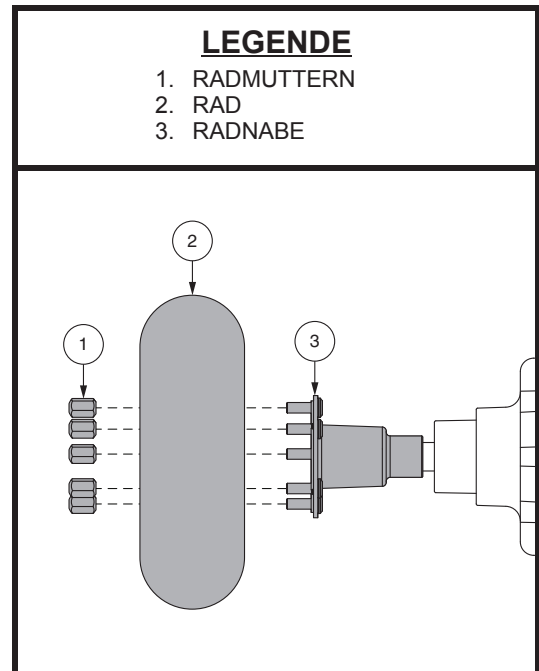 LEGENDE
1. RADMUTTERN
2. RAD
3. RADNABE
2
1
3